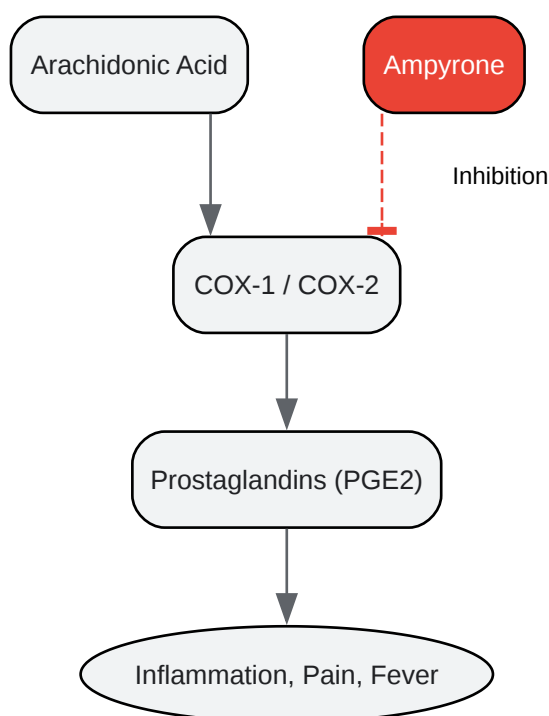 Arachidonic Acid
Ampyrone
Inhibition
COX-1 / COX-2
Prostaglandins (PGE2)
Inflammation, Pain, Fever